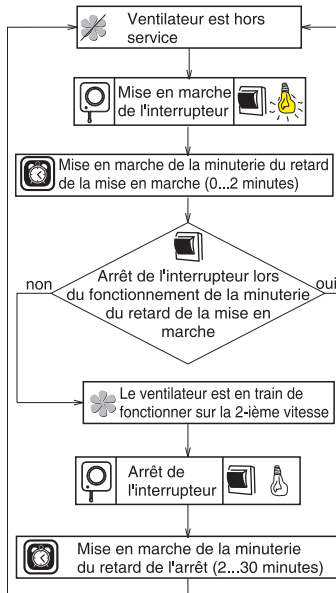 Ventilateur est hors
service
Mise en marche
de l'interrupteur
Mise en marche de la minuterie du retard
de la mise en marche (0...2 minutes)
non
oui
Arrêt de l'interrupteur lors
du fonctionnement de la minuterie
du retard de la mise en
marche
Le ventilateur est en train de
fonctionner sur la 2-ième vitesse
Arrêt de
l'interrupteur
Mise en marche de la minuterie
du retard de l'arrêt (2...30 minutes)